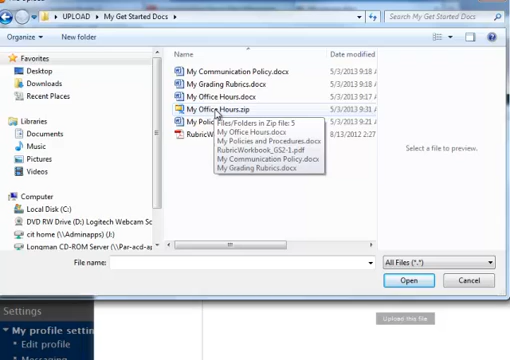 UPLOAD ▸ My Get Started Docs ▸
Search My Get Started Docs
Organize
New folder
Favorites
Desktop
Downloads
Recent Places
Libraries
Documents
Music
Pictures
Videos
Computer
Local Disk (C:)
DVD RW Drive (D:) Logitech Webcam So
cit home (\\Adminapps) (G:)
Longman CD-ROM Server (\\Par-acd-ap
Name
Date modified
My Communication Policy.docx 5/3/2013 9:18 A
My Grading Rubrics.docx 5/3/2013 9:18 A
My Office Hours.docx 5/3/2013 9:17 A
My Office Hours.zip 5/3/2013 9:31 A
My Poli 5/3/2013 9:21 A
RubricW 8/13/2012 2:27
Files/Folders in Zip file: 5
My Office Hours.docx
My Policies and Procedures.docx
RubricWorkbook_GS2-1.pdf
My Communication Policy.docx
My Grading Rubrics.docx
Select a file to preview.
File name:
All Files (*.*)
Open
Cancel
Settings
My profile settin
Edit profile
Messaging
Upload this file